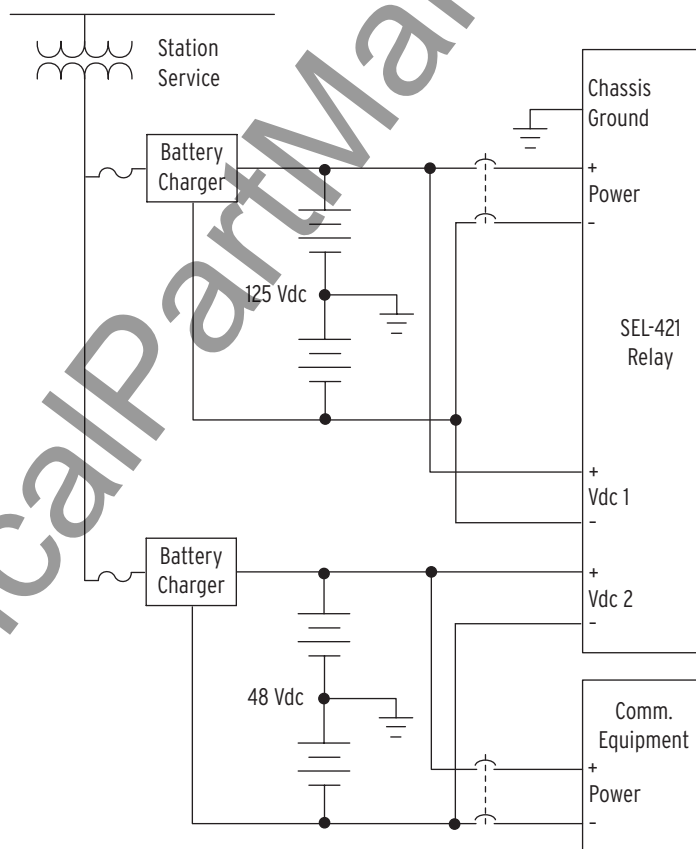 Station
Service
Chassis
Ground
Battery
Charger
+
Power
-
125 Vdc
SEL-421
Relay
+
Vdc 1
-
Battery
Charger
+
Vdc 2
-
48 Vdc
Comm.
Equipment
+
Power
-
icalPartMa